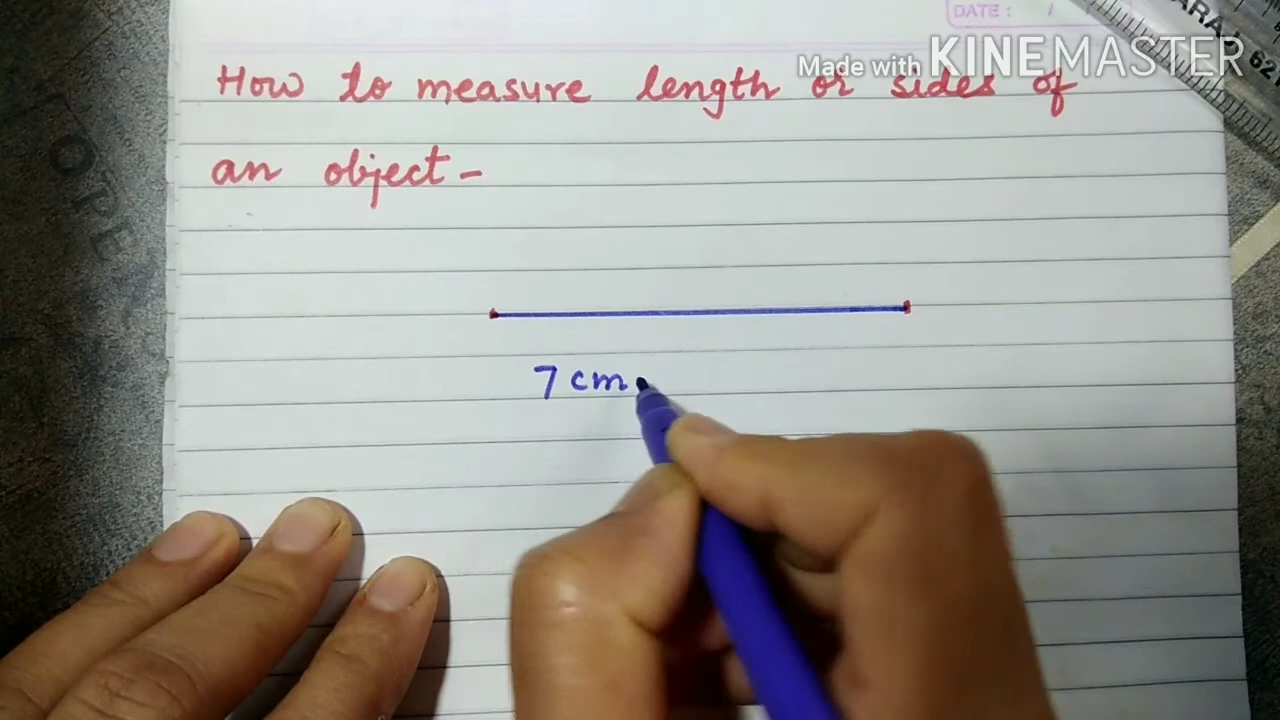 DATE : / /
Made with KINEMASTER
How to measure length or sides of
an object -
7 cm